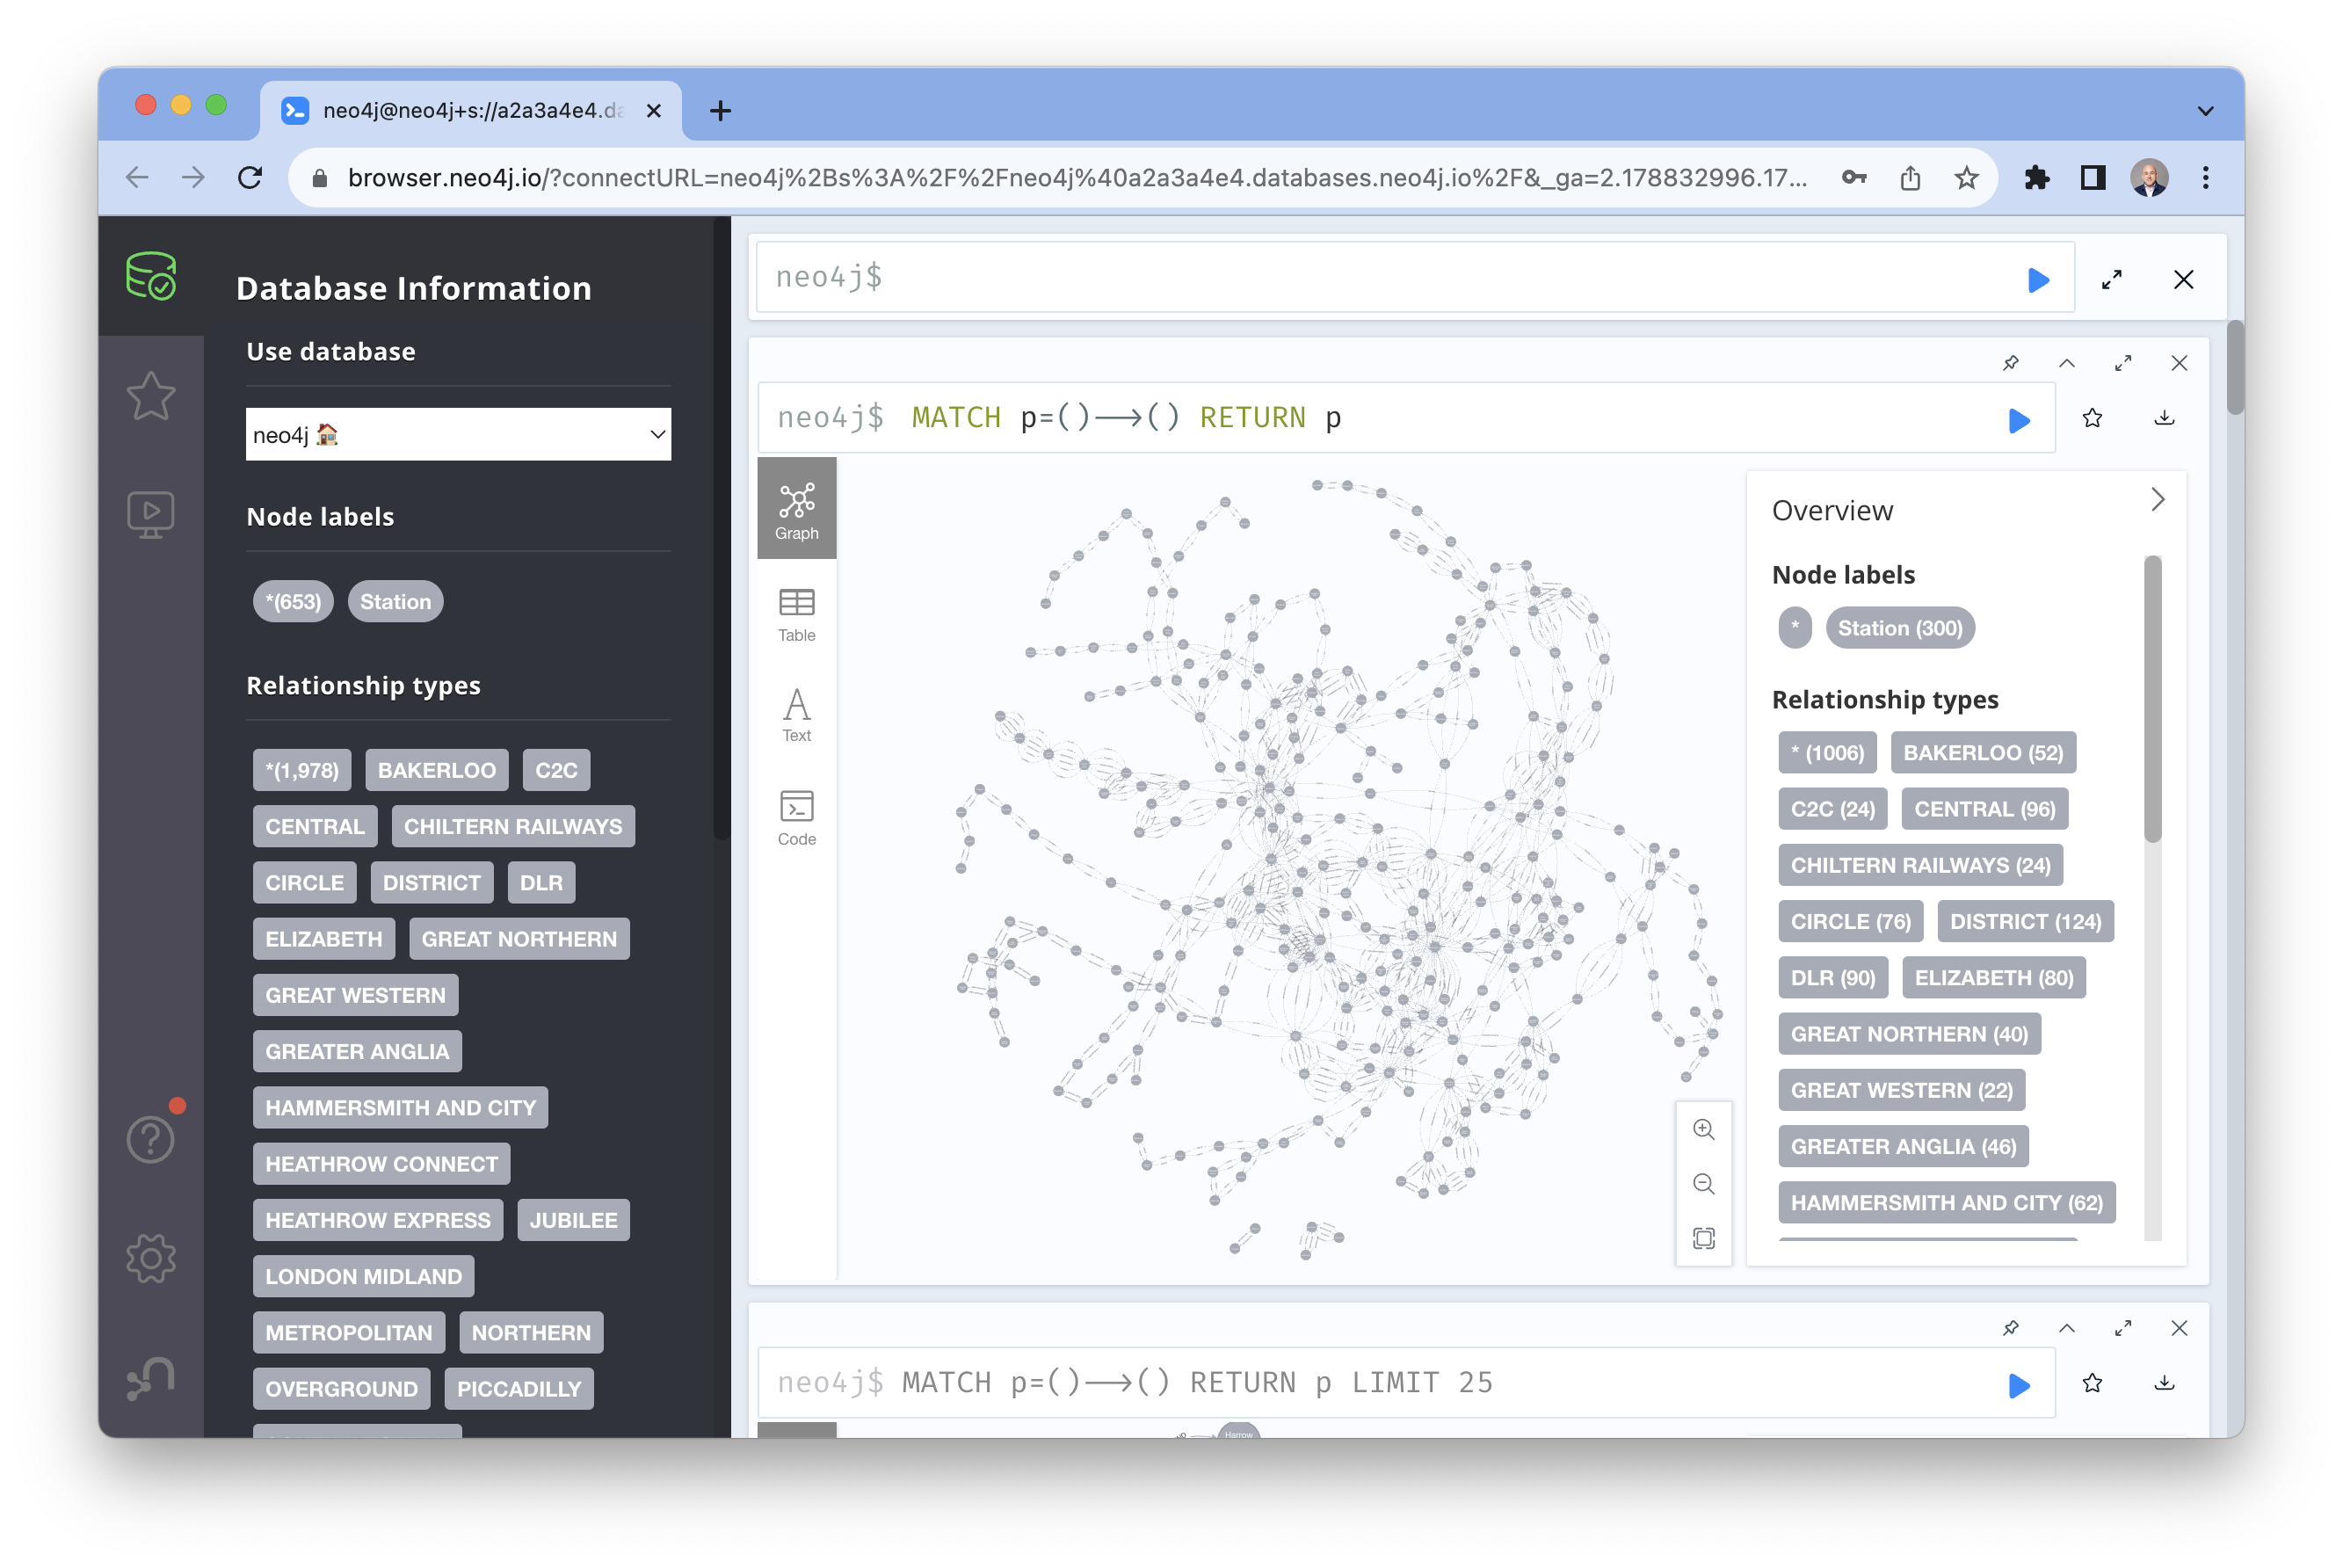 neo4j@neo4j+s://a2a3a4e4.da
browser.neo4j.io/?connectURL=neo4j%2Bs%3A%2F%2Fneo4j%40a2a3a4e4.databases.neo4j.io%2F&_ga=2.178832996.17...
Database Information
Use database
neo4j
Node labels
*(653) Station
Relationship types
*(1,978) BAKERLOO C2C
CENTRAL CHILTERN RAILWAYS
CIRCLE DISTRICT DLR
ELIZABETH GREAT NORTHERN
GREAT WESTERN
GREATER ANGLIA
HAMMERSMITH AND CITY
HEATHROW CONNECT
HEATHROW EXPRESS JUBILEE
LONDON MIDLAND
METROPOLITAN NORTHERN
OVERGROUND PICCADILLY
neo4j$
neo4j$ MATCH p=()⟶() RETURN p
Graph
Table
Text
Code
Overview
Node labels
* Station (300)
Relationship types
* (1006) BAKERLOO (52)
C2C (24) CENTRAL (96)
CHILTERN RAILWAYS (24)
CIRCLE (76) DISTRICT (124)
DLR (90) ELIZABETH (80)
GREAT NORTHERN (40)
GREAT WESTERN (22)
GREATER ANGLIA (46)
HAMMERSMITH AND CITY (62)
neo4j$ MATCH p=()⟶() RETURN p LIMIT 25
Harrow